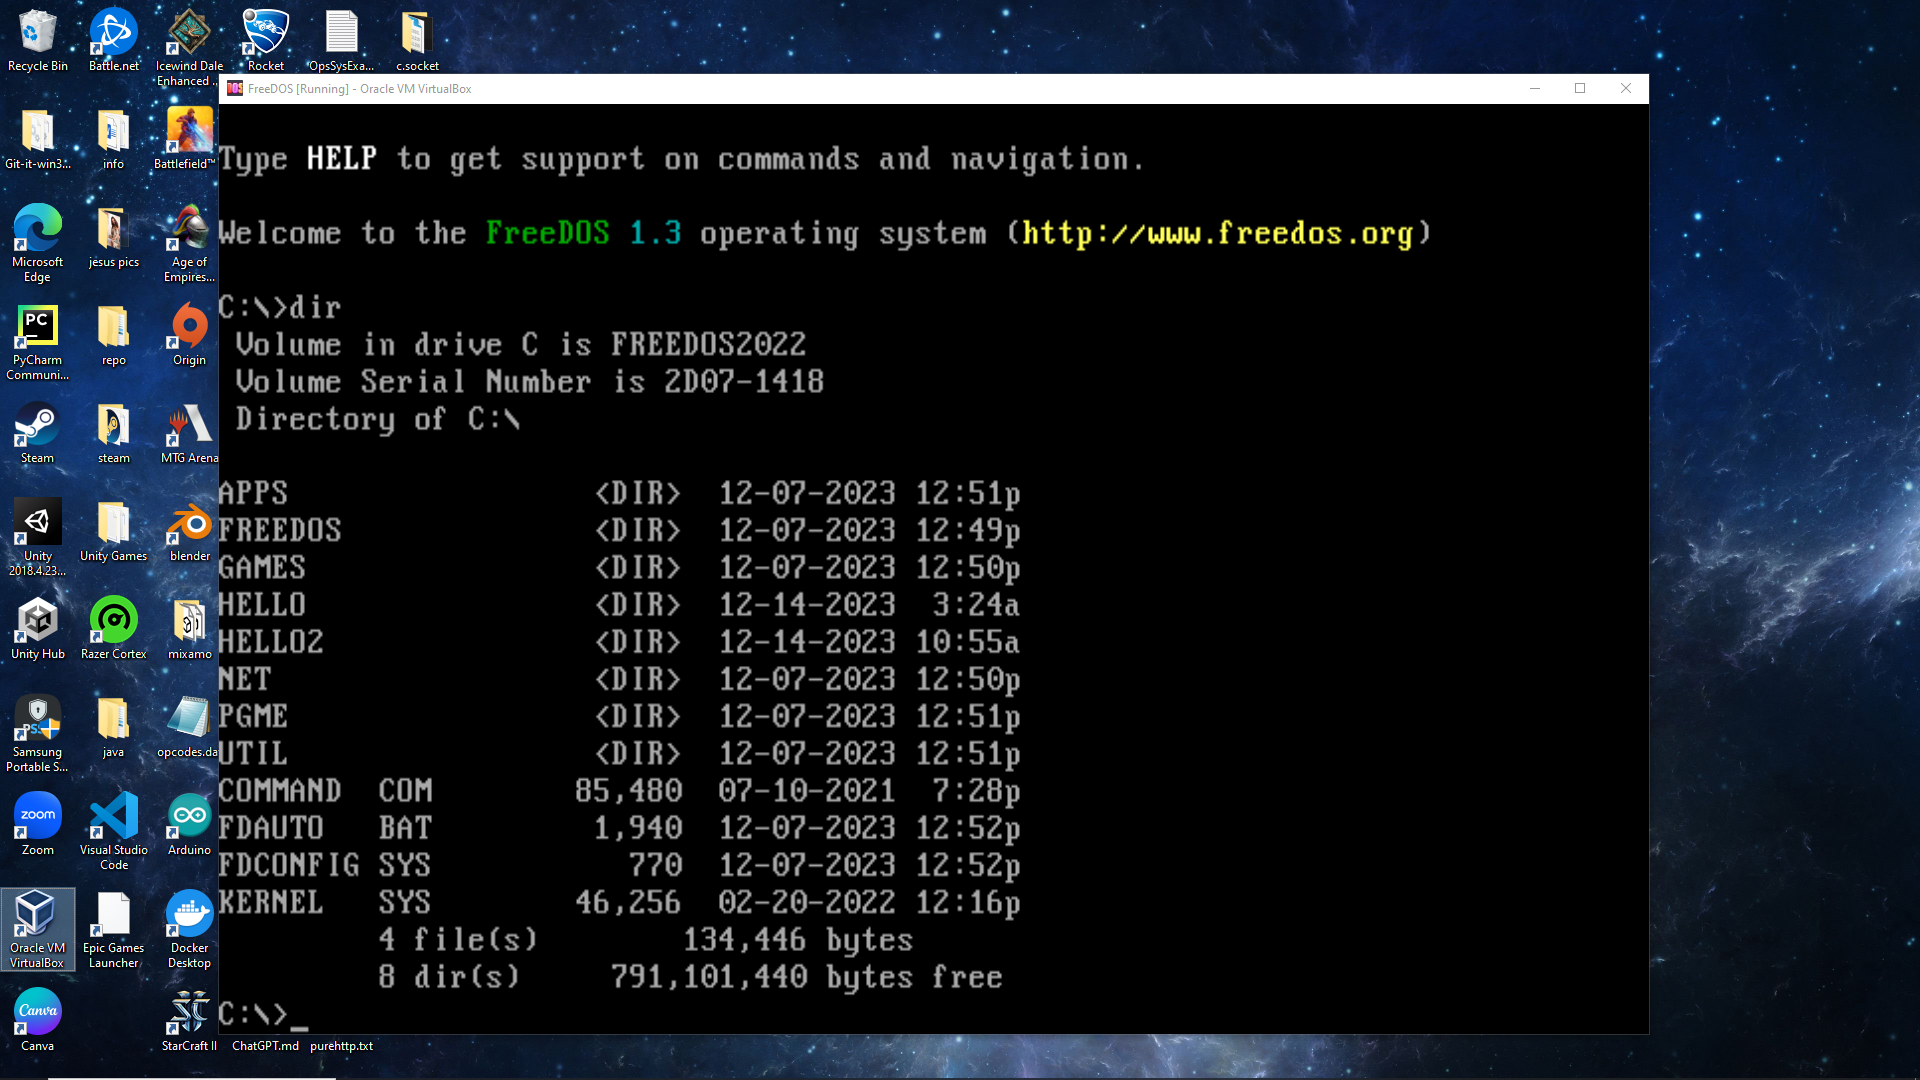 Recycle Bin
Battle.net
Icewind Dale
Enhanced ...
Rocket
OpsSysExa...
c.socket
FreeDOS [Running] - Oracle VM VirtualBox
Git-it-win3...
info
Battlefield™
Microsoft
Edge
jesus pics
Age of
Empires...
PC
PyCharm
Communi...
repo
Origin
Steam
steam
MTG Arena
Unity
2018.4.23...
Unity Games
blender
Unity Hub
Razer Cortex
mixamo
Samsung
Portable S...
java
opcodes.da
zoom
Zoom
Visual Studio
Code
Arduino
Oracle VM
VirtualBox
Epic Games
Launcher
Docker
Desktop
Canva
Canva
StarCraft II
ChatGPT.md
purehttp.txt
Type HELP to get support on commands and navigation.
Welcome to the FreeDOS 1.3 operating system (http://www.freedos.org)
C:\>dir
Volume in drive C is FREEDOS2022
Volume Serial Number is 2D07-1418
Directory of C:\
APPS <DIR> 12-07-2023 12:51p
FREEDOS <DIR> 12-07-2023 12:49p
GAMES <DIR> 12-07-2023 12:50p
HELLO <DIR> 12-14-2023 3:24a
HELLO2 <DIR> 12-14-2023 10:55a
NET <DIR> 12-07-2023 12:50p
PGME <DIR> 12-07-2023 12:51p
UTIL <DIR> 12-07-2023 12:51p
COMMAND COM 85,480 07-10-2021 7:28p
FDAUTO BAT 1,940 12-07-2023 12:52p
FDCONFIG SYS 770 12-07-2023 12:52p
KERNEL SYS 46,256 02-20-2022 12:16p
4 file(s) 134,446 bytes
8 dir(s) 791,101,440 bytes free
C:\>_